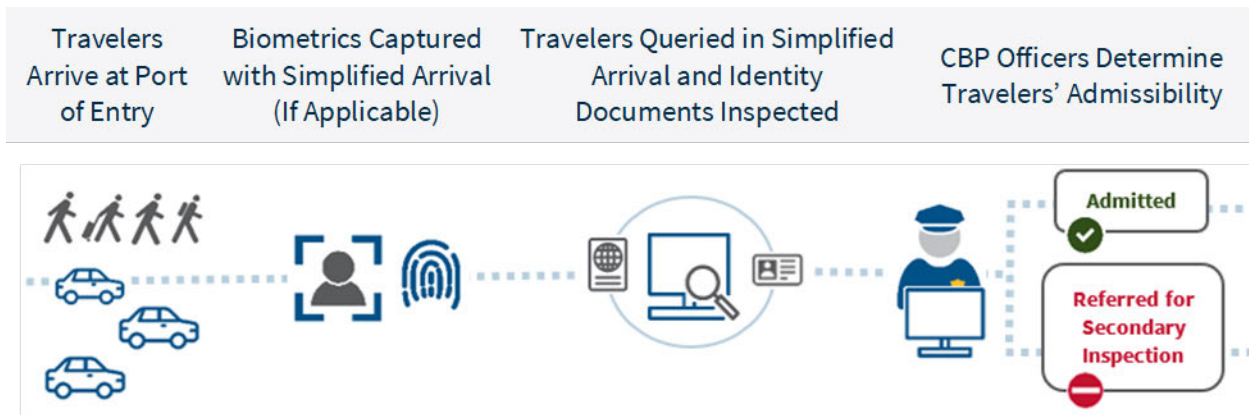 Travelers
Arrive at Port
of Entry
Biometrics Captured
with Simplified Arrival
(If Applicable)
Travelers Queried in Simplified
Arrival and Identity
Documents Inspected
CBP Officers Determine
Travelers’ Admissibility
Admitted
Referred for
Secondary
Inspection